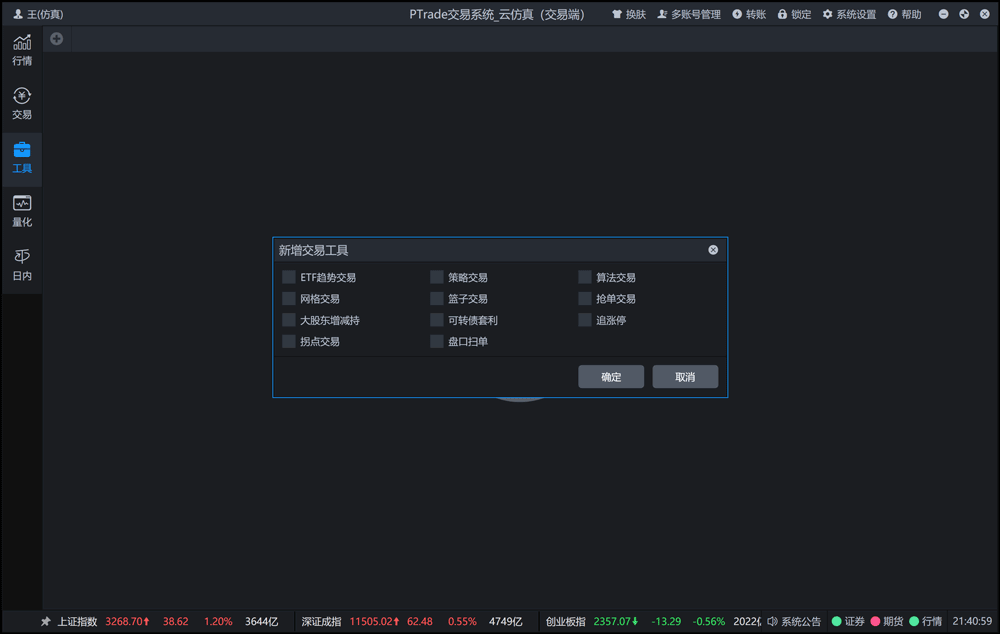 王(仿真)
PTrade交易系统_云仿真（交易端）
换肤 多账号管理 转账 锁定 系统设置 帮助
行情
交易
工具
量化
日内
新增交易工具
ETF趋势交易 策略交易 算法交易
网格交易 篮子交易 抢单交易
大股东增减持 可转债套利 追涨停
拐点交易 盘口扫单
确定 取消
上证指数 3268.70↑ 38.62 1.20% 3644亿 深证成指 11505.02↑ 62.48 0.55% 4749亿 创业板指 2357.07↓ -13.29 -0.56% 2022亿 系统公告 证券 期货 行情 21:40:59